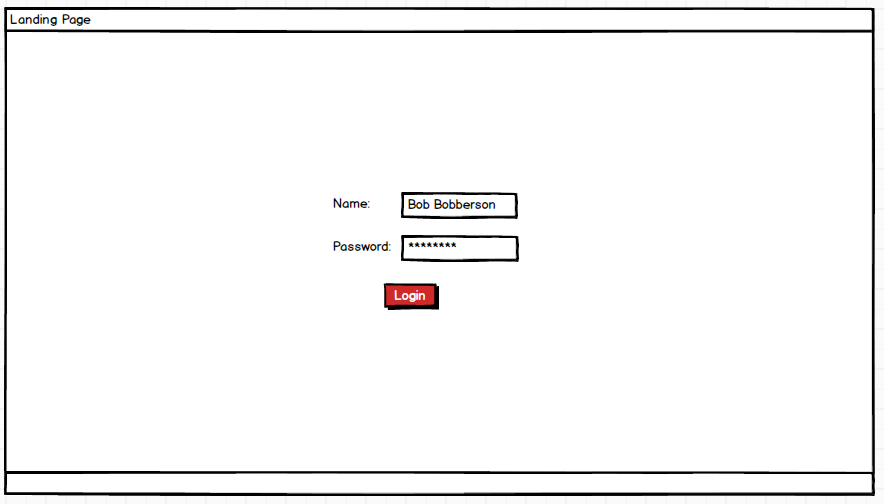 Landing Page
Name: Bob Bobberson
Password: ********
Login